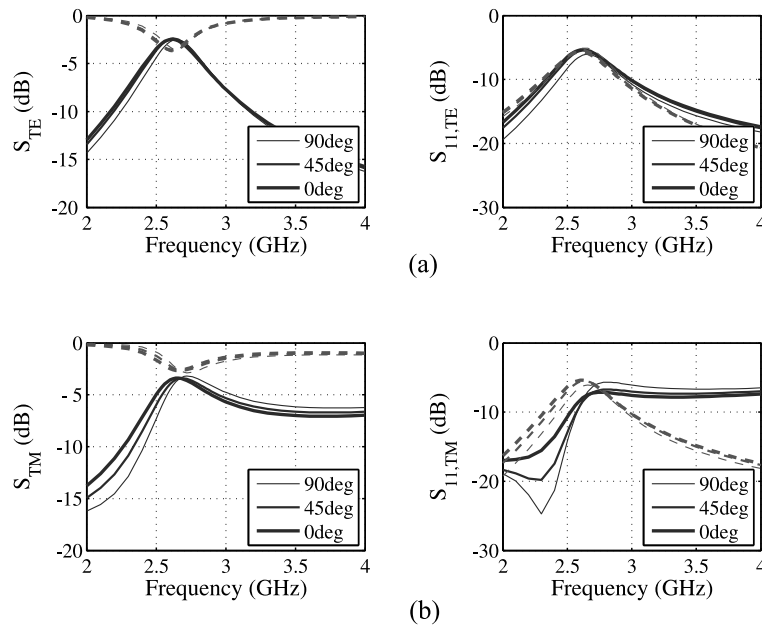 0
-5
-10
-15
-20
S_TE (dB)
2
2.5
3
3.5
4
Frequency (GHz)
90deg
45deg
0deg
0
-10
-20
-30
S_11,TE (dB)
2
2.5
3
3.5
4
Frequency (GHz)
90deg
45deg
0deg
(a)
0
-5
-10
-15
-20
S_TM (dB)
2
2.5
3
3.5
4
Frequency (GHz)
90deg
45deg
0deg
0
-10
-20
-30
S_11,TM (dB)
2
2.5
3
3.5
4
Frequency (GHz)
90deg
45deg
0deg
(b)